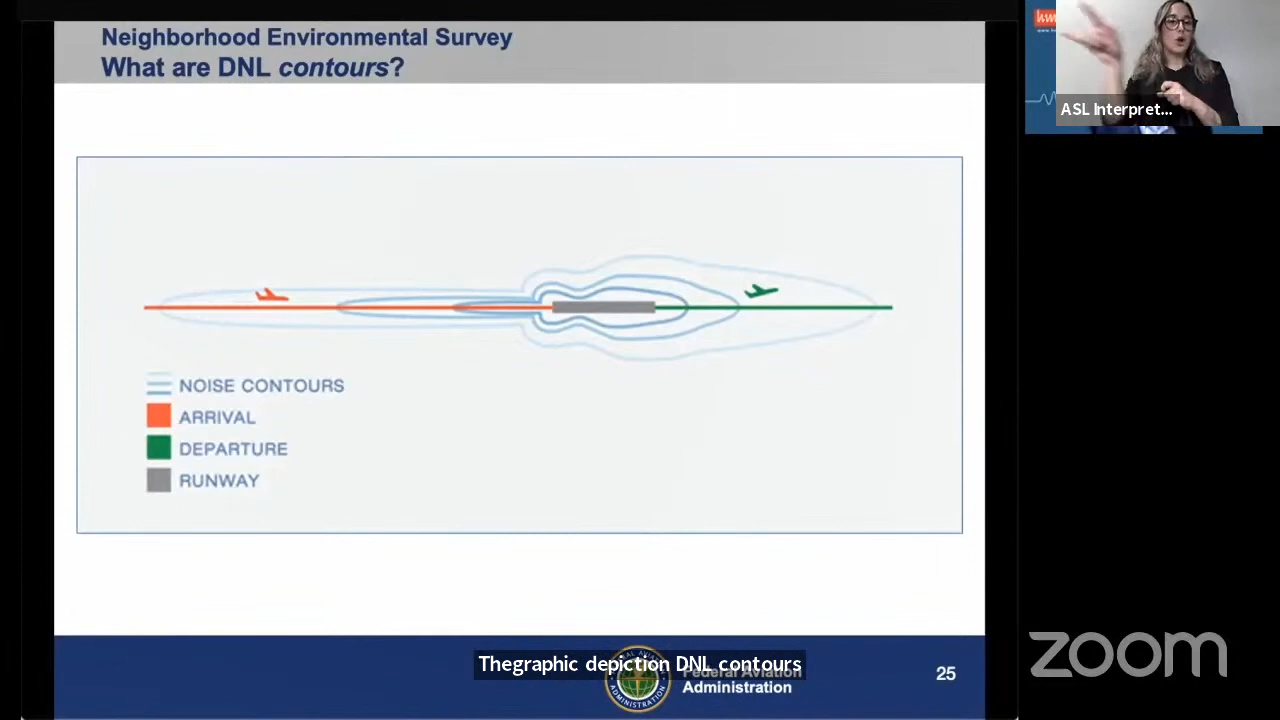 Neighborhood Environmental Survey
What are DNL contours?
ASL Interpret...
NOISE CONTOURS
ARRIVAL
DEPARTURE
RUNWAY
Thegraphic depiction DNL contours
Federal Aviation
Administration
25
zoom